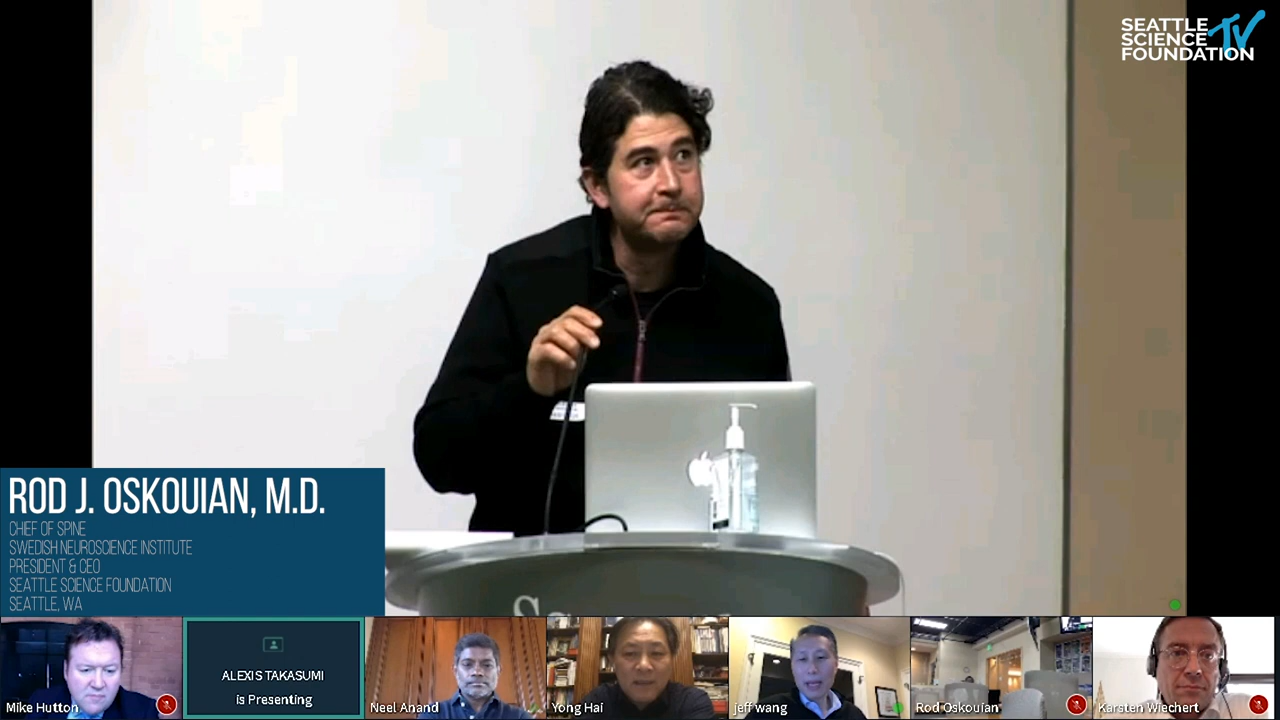 SEATTLE
SCIENCE TV
FOUNDATION
ROD J. OSKOUIAN, M.D.
CHIEF OF SPINE
SWEDISH NEUROSCIENCE INSTITUTE
PRESIDENT & CEO
SEATTLE SCIENCE FOUNDATION
SEATTLE, WA
ALEXIS TAKASUMI
is Presenting
Mike Hutton
Neel Anand
Yong Hai
jeff wang
Rod Oskouian
Karsten Wiechert